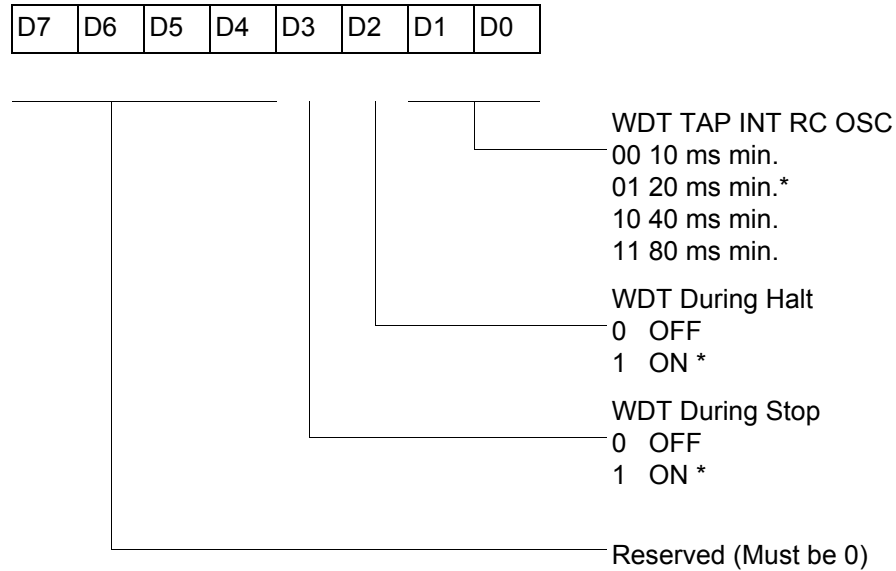 D7 D6 D5 D4 D3 D2 D1 D0
WDT TAP INT RC OSC
00 10 ms min.
01 20 ms min.*
10 40 ms min.
11 80 ms min.
WDT During Halt
0 OFF
1 ON *
WDT During Stop
0 OFF
1 ON *
Reserved (Must be 0)